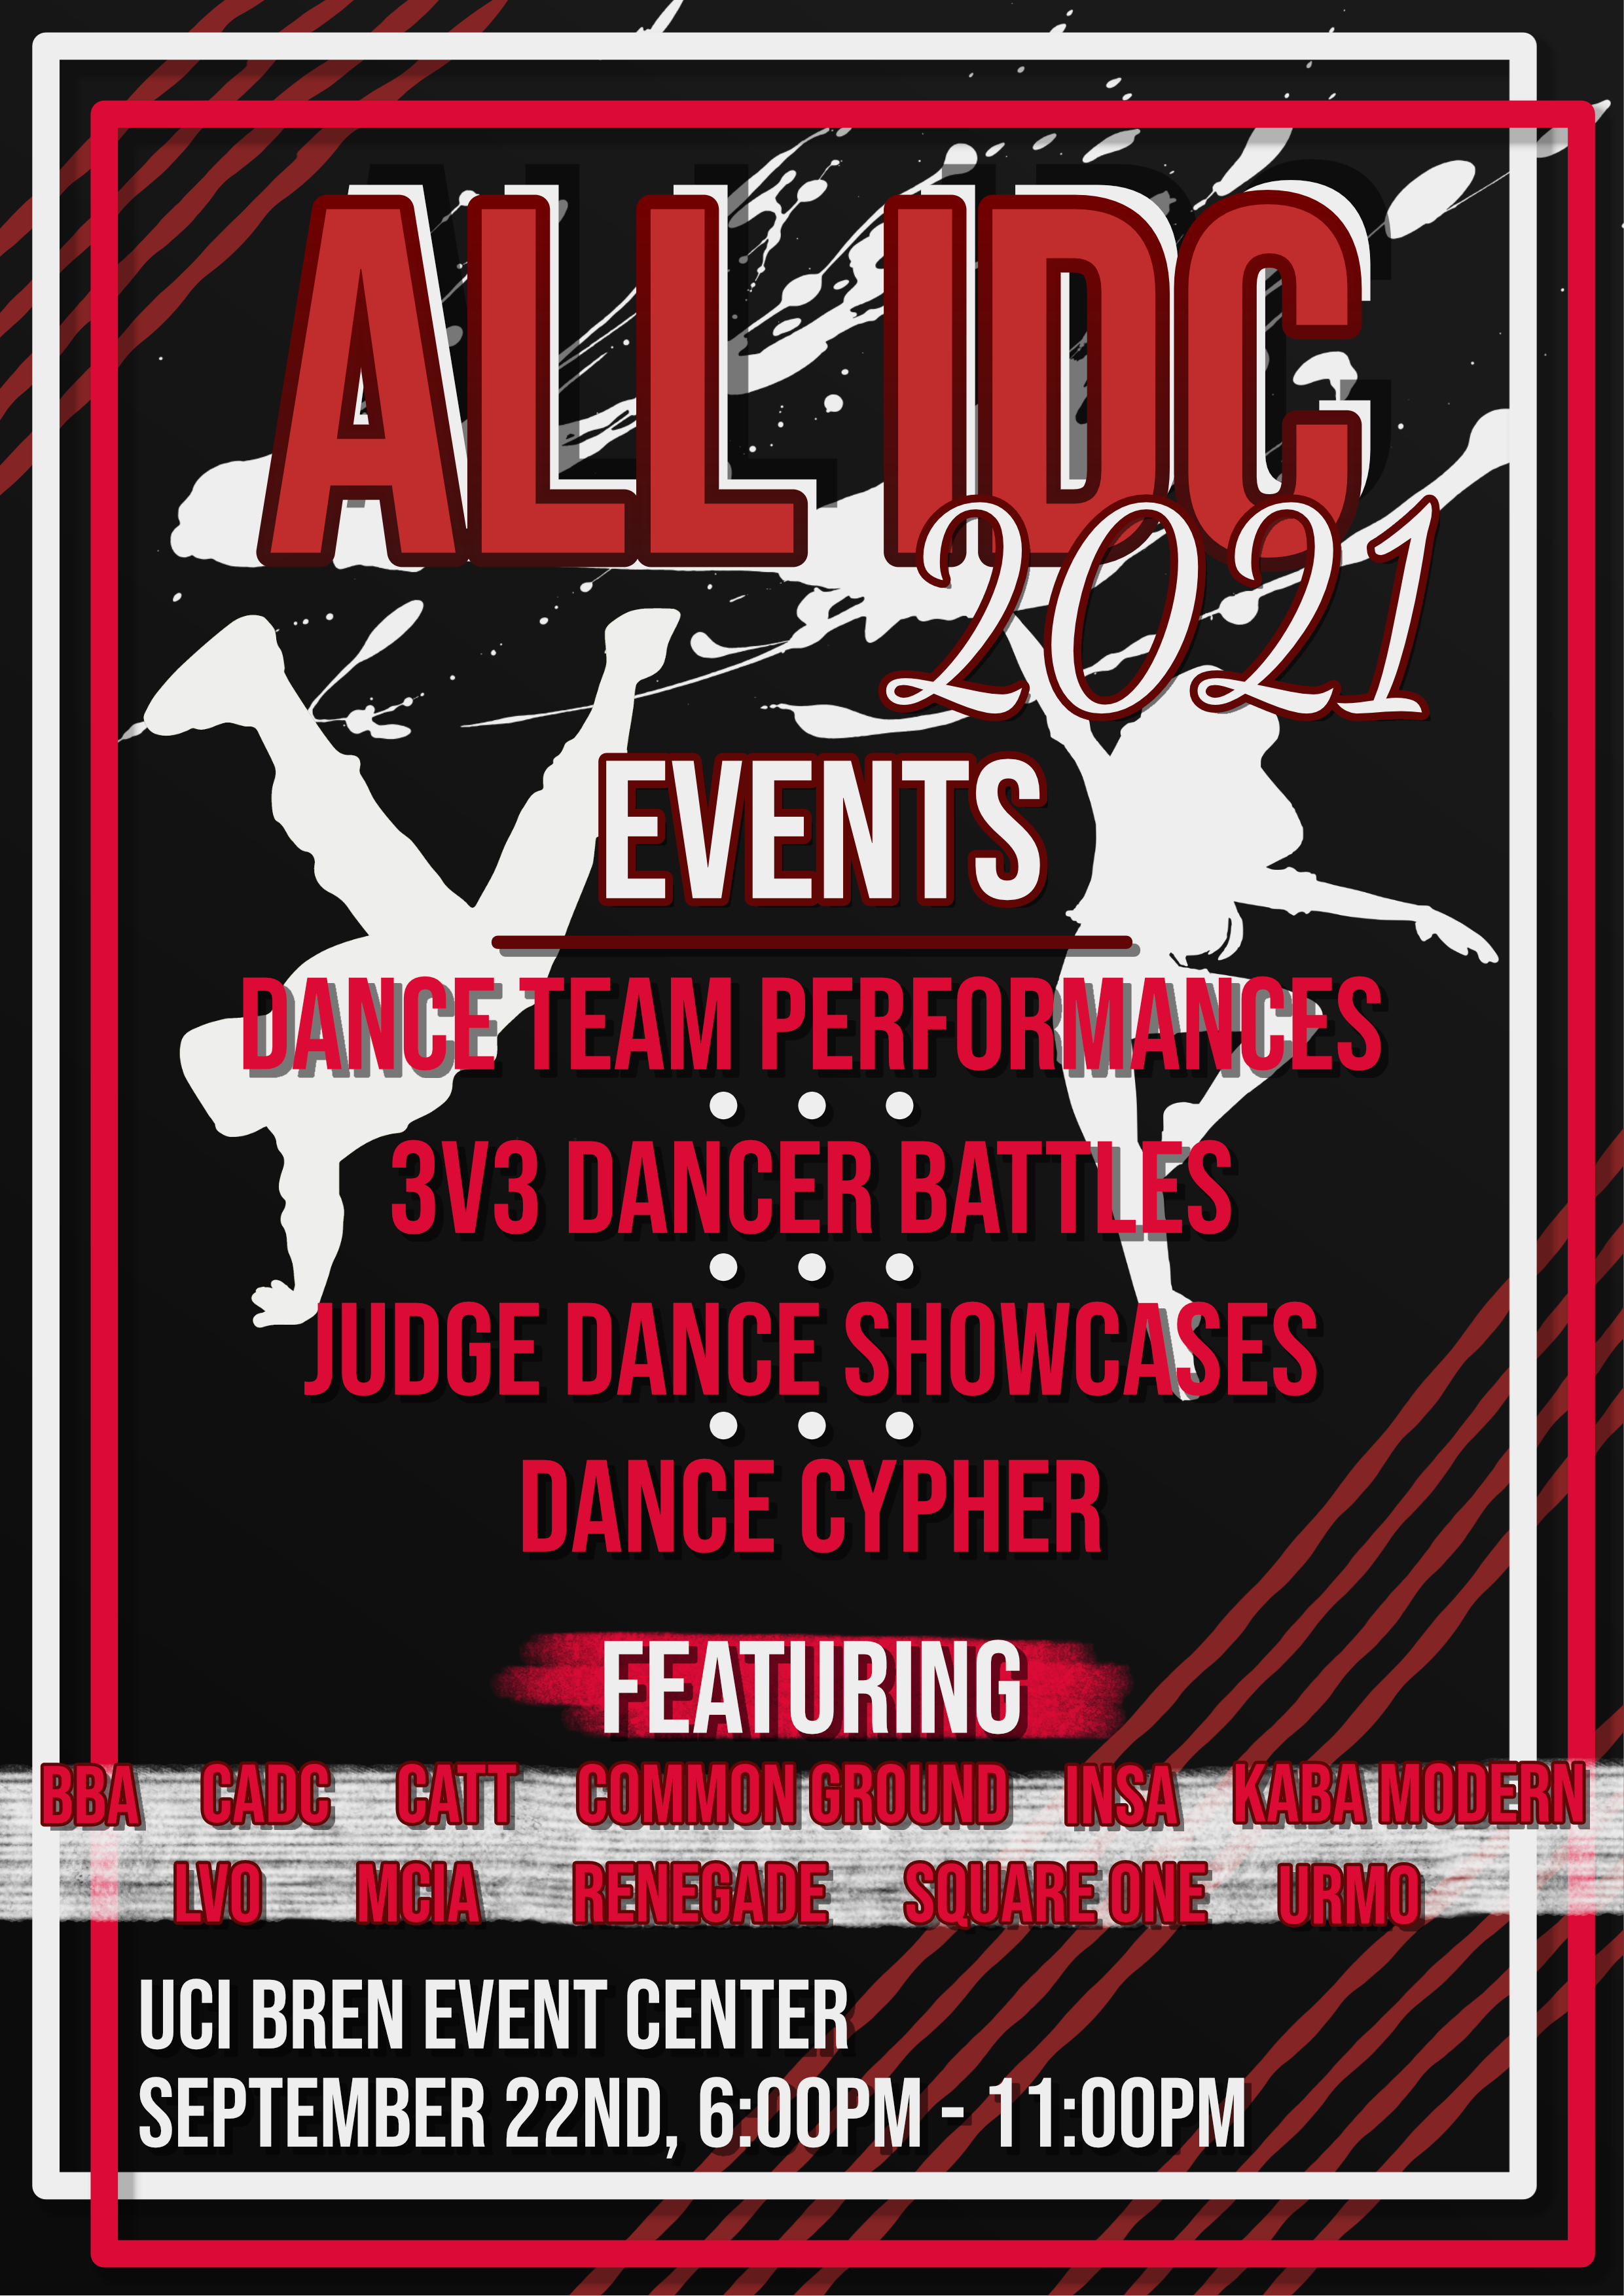 ALL IDC
2021
EVENTS
DANCE TEAM PERFORMANCES
3V3 DANCER BATTLES
JUDGE DANCE SHOWCASES
DANCE CYPHER
FEATURING
BBA CADC CATT COMMON GROUND INSA KABA MODERN
LVO MCIA RENEGADE SQUARE ONE URMO
UCI BREN EVENT CENTER
SEPTEMBER 22ND, 6:00PM - 11:00PM